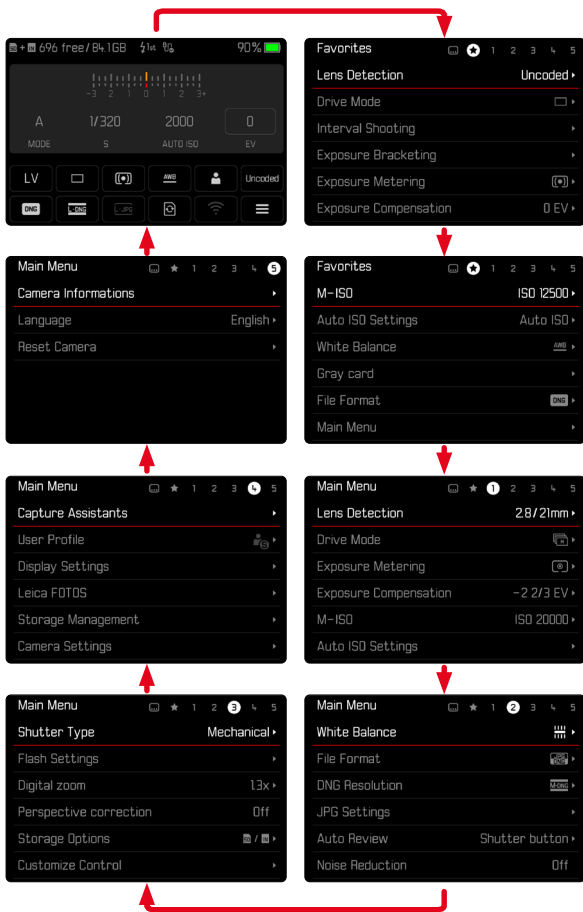 + 696 free / 84.1GB 1st 90%
-3 2 1 0 1 2 3+
A 1/320 2000 0
MODE S AUTO ISO EV
LV AWB Uncoded
DNG L-DNG L-JPG
Favorites 1 2 3 4 5
Lens Detection Uncoded
Drive Mode
Interval Shooting
Exposure Bracketing
Exposure Metering
Exposure Compensation 0 EV
Main Menu 1 2 3 4 5
Camera Informations
Language English
Reset Camera
Favorites 1 2 3 4 5
M-ISO ISO 12500
Auto ISO Settings Auto ISO
White Balance AWB
Gray card
File Format DNG
Main Menu
Main Menu 1 2 3 4 5
Capture Assistants
User Profile
Display Settings
Leica FOTOS
Storage Management
Camera Settings
Main Menu 1 2 3 4 5
Lens Detection 2.8/21mm
Drive Mode
Exposure Metering
Exposure Compensation -2 2/3 EV
M-ISO ISO 20000
Auto ISO Settings
Main Menu 1 2 3 4 5
Shutter Type Mechanical
Flash Settings
Digital zoom 1.3x
Perspective correction Off
Storage Options /
Customize Control
Main Menu 1 2 3 4 5
White Balance
File Format JPG DNG
DNG Resolution M-DNG
JPG Settings
Auto Review Shutter button
Noise Reduction Off